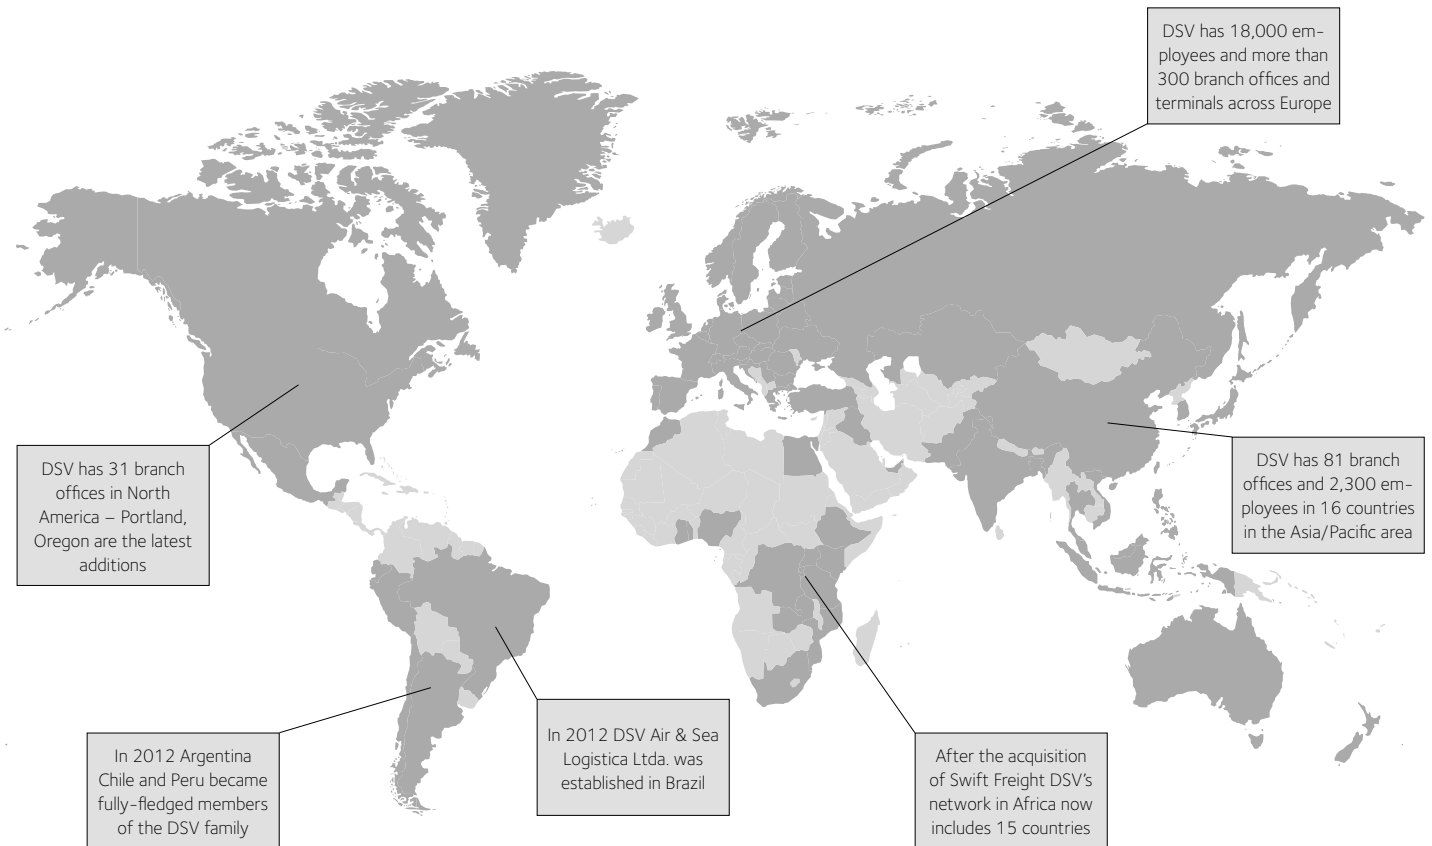 DSV has 18,000 em-
ployees and more than
300 branch offices and
terminals across Europe
DSV has 31 branch
offices in North
America – Portland,
Oregon are the latest
additions
DSV has 81 branch
offices and 2,300 em-
ployees in 16 countries
in the Asia/Pacific area
In 2012 Argentina
Chile and Peru became
fully-fledged members
of the DSV family
In 2012 DSV Air & Sea
Logistica Ltda. was
established in Brazil
After the acquisition
of Swift Freight DSV's
network in Africa now
includes 15 countries